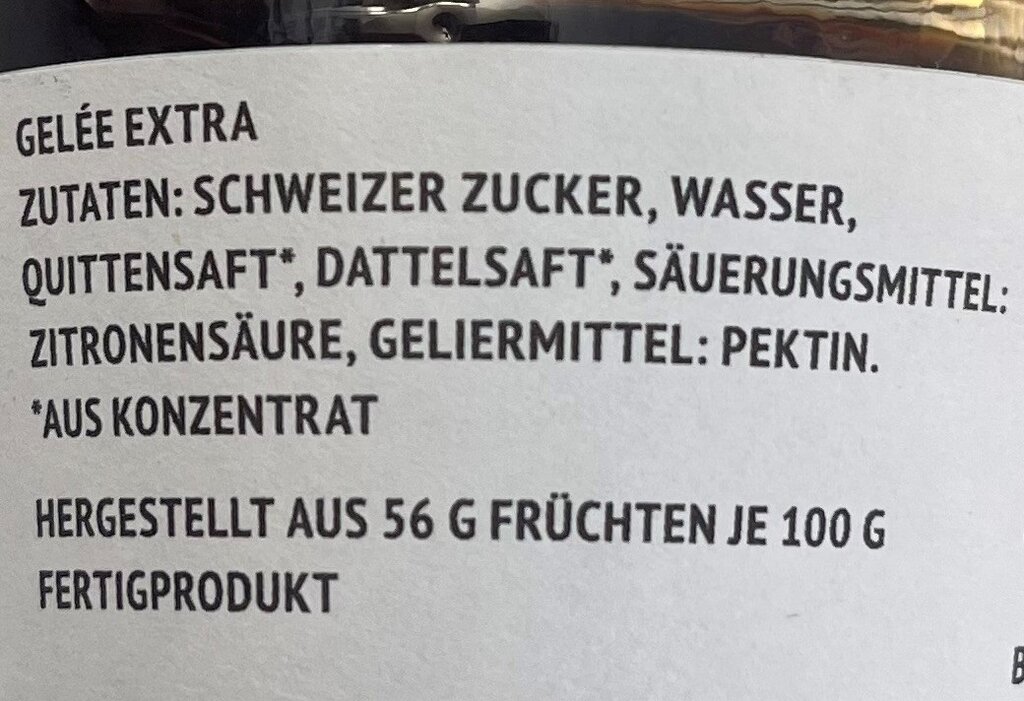 GELÉE EXTRA
ZUTATEN: SCHWEIZER ZUCKER, WASSER,
QUITTENSAFT*, DATTELSAFT*, SÄUERUNGSMITTEL:
ZITRONENSÄURE, GELIERMITTEL: PEKTIN.
*AUS KONZENTRAT
HERGESTELLT AUS 56 G FRÜCHTEN JE 100 G
FERTIGPRODUKT